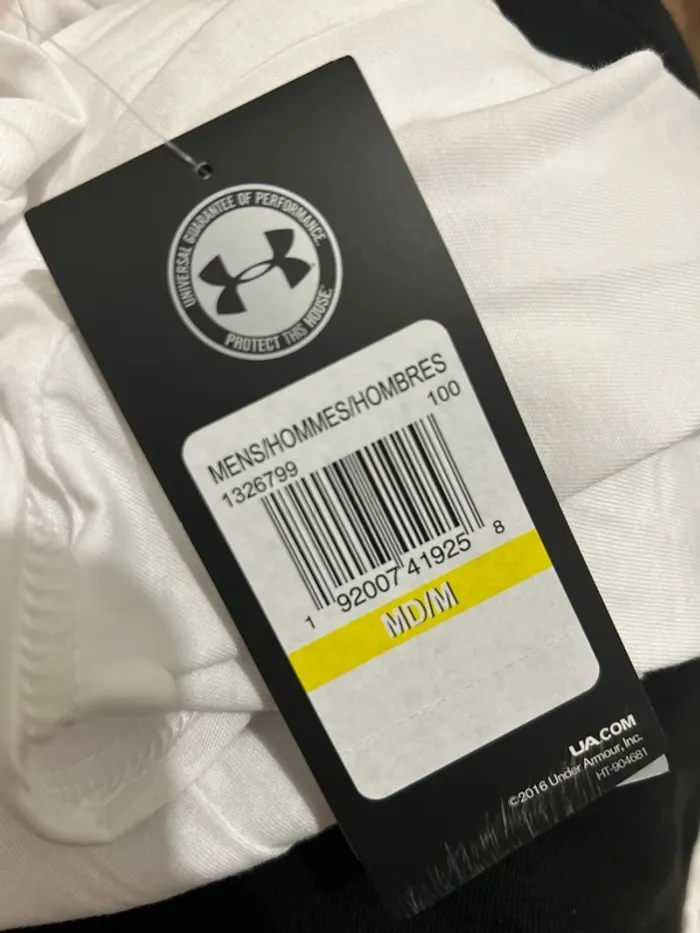 UNIVERSAL GUARANTEE OF PERFORMANCE.
PROTECT THIS HOUSE.
MENS/HOMMES/HOMBRES
1326799 100
1 92007 41925 8
MD/M
UA.COM
©2016 Under Armour, Inc.
HT-904681